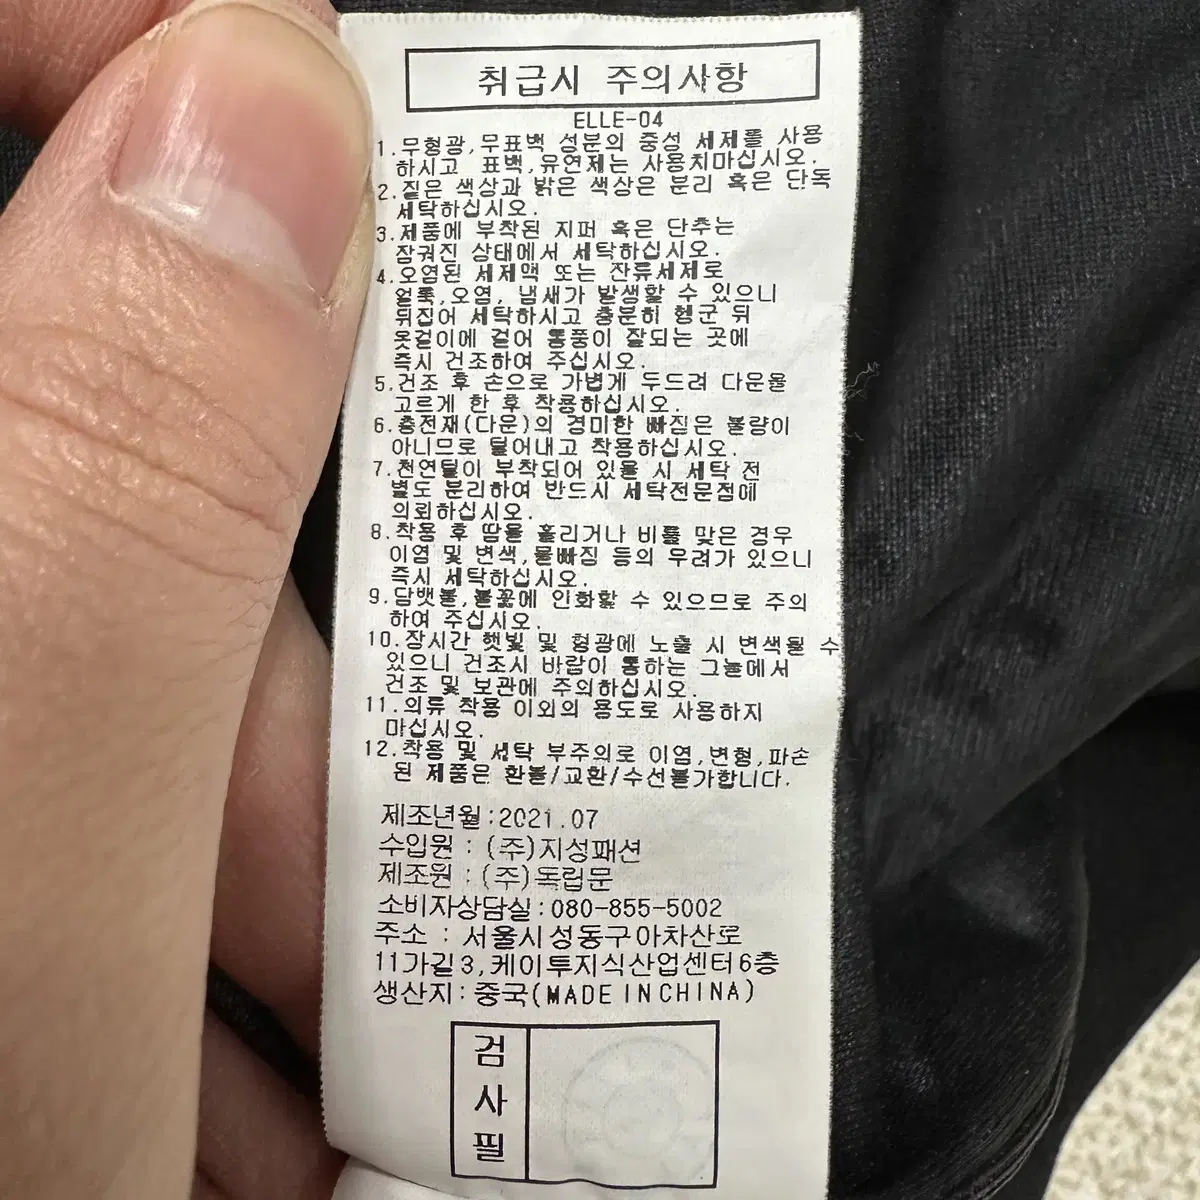 취급시 주의사항
ELLE-04
1.무형광,무표백 성분의 중성 세제를 사용
하시고 표백,유연제는 사용치마십시오.
2.짙은 색상과 밝은 색상은 분리 혹은 단독
세탁하십시오.
3.제품에 부착된 지퍼 혹은 단추는
잠궈진 상태에서 세탁하십시오.
4.오염된 세제액 또는 잔류세제로
얼룩,오염, 냄새가 발생할 수 있으니
뒤집어 세탁하시고 충분히 헹군 뒤
옷걸이에 걸어 통풍이 잘되는 곳에
즉시 건조하여 주십시오.
5.건조 후 손으로 가볍게 두드려 다운을
고르게 한 후 착용하십시오.
6.충전재(다운)의 경미한 빠짐은 불량이
아니므로 털어내고 착용하십시오.
7.천연털이 부착되어 있을 시 세탁 전
별도 분리하여 반드시 세탁전문점에
의뢰하십시오.
8.착용 후 땀을 흘리거나 비를 맞은 경우
이염 및 변색,물빠짐 등의 우려가 있으니
즉시 세탁하십시오.
9.담뱃불,불꽃에 인화할 수 있으므로 주의
하여 주십시오.
10.장시간 햇빛 및 형광에 노출 시 변색될 수
있으니 건조시 바람이 통하는 그늘에서
건조 및 보관에 주의하십시오.
11.의류 착용 이외의 용도로 사용하지
마십시오.
12.착용 및 세탁 부주의로 이염,변형,파손
된 제품은 환불/교환/수선불가합니다.
제조년월:2021.07
수입원 : (주)지성패션
제조원 : (주)독립문
소비자상담실:080-855-5002
주소 : 서울시성동구아차산로
11가길3,케이투지식산업센터6층
생산지:중국(MADE IN CHINA)
검사필